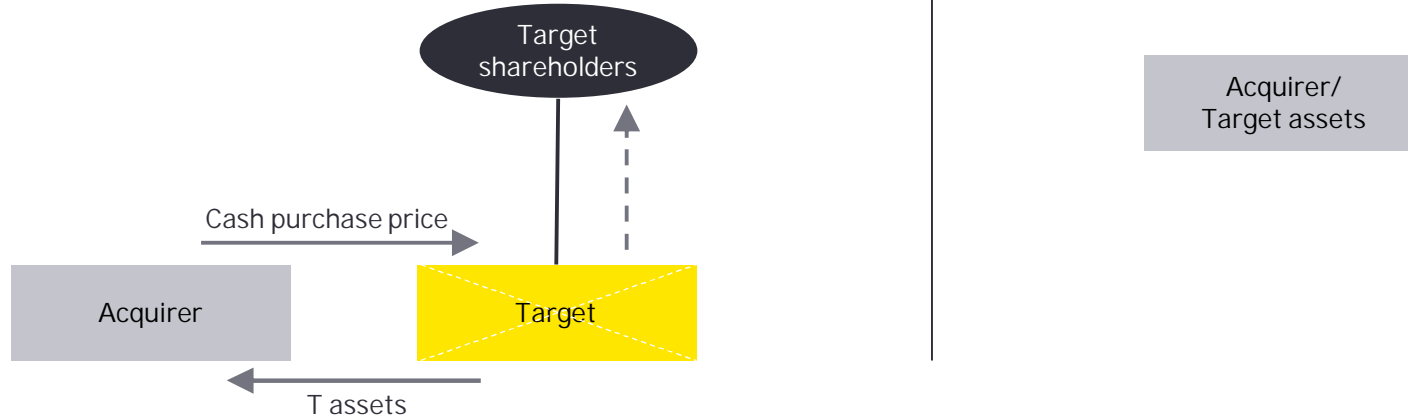 Target
shareholders
Acquirer/
Target assets
Cash purchase price
Acquirer
Target
T assets